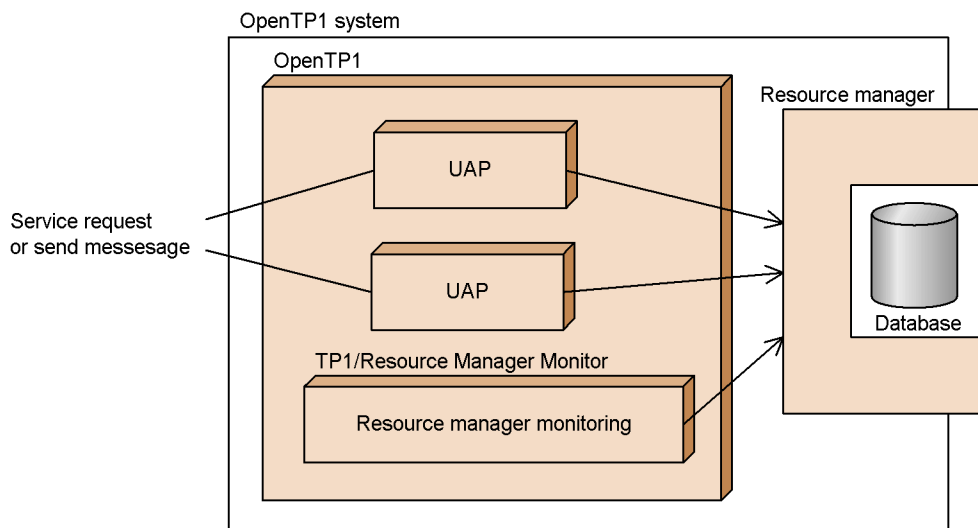 OpenTP1 system
OpenTP1
Resource manager
UAP
Service request
or send messesage
UAP
Database
TP1/Resource Manager Monitor
Resource manager monitoring